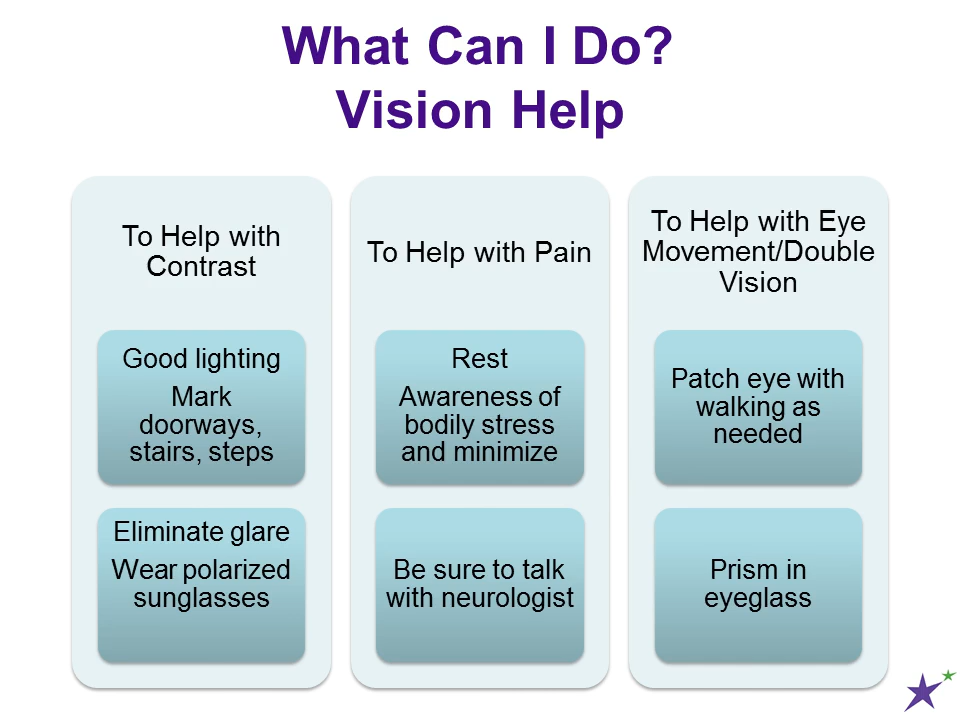 What Can I Do?
Vision Help
To Help with
Contrast
Good lighting
Mark
doorways,
stairs, steps
Eliminate glare
Wear polarized
sunglasses
To Help with Pain
Rest
Awareness of
bodily stress
and minimize
Be sure to talk
with neurologist
To Help with Eye
Movement/Double
Vision
Patch eye with
walking as
needed
Prism in
eyeglass